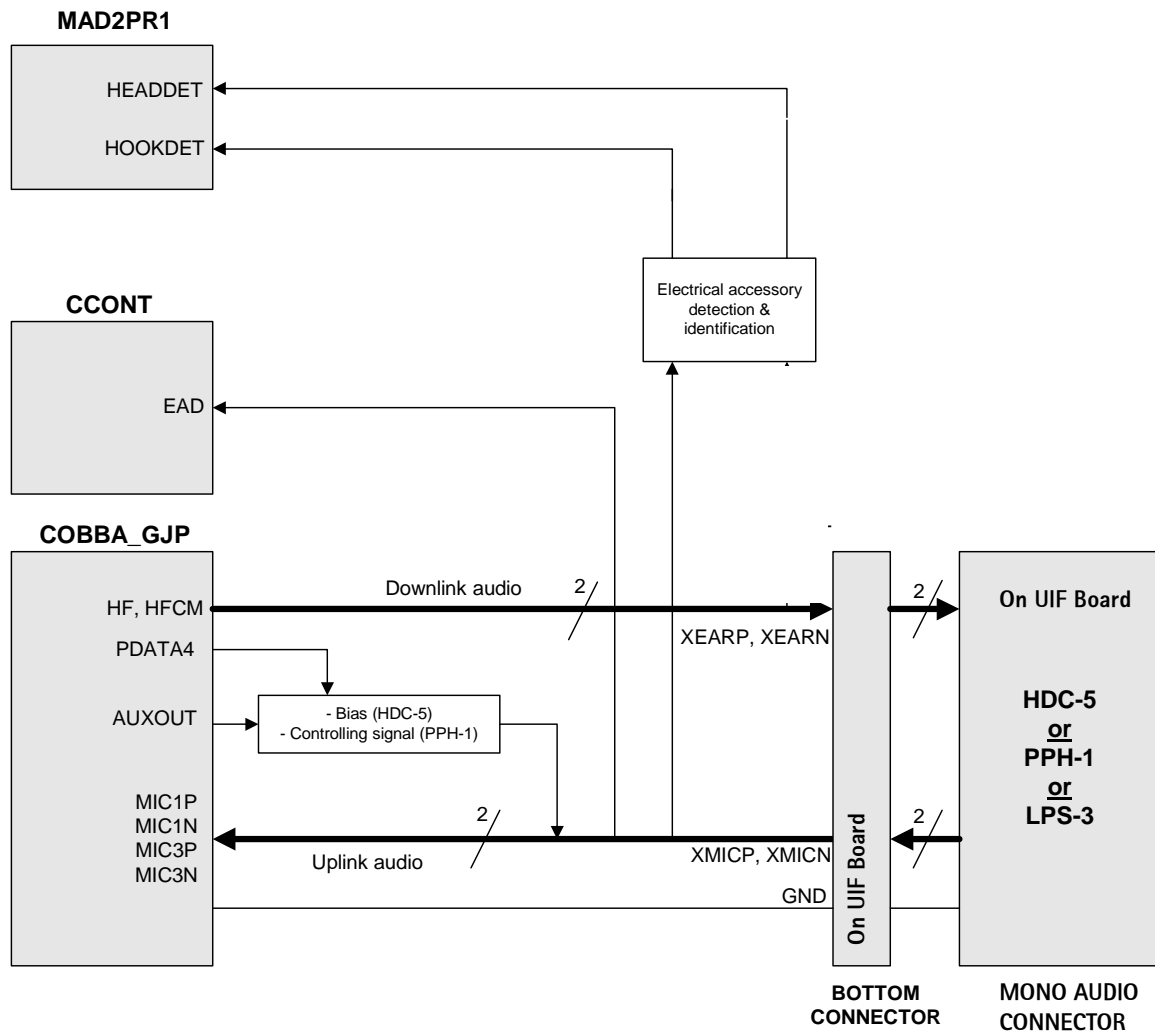 MAD2PR1
HEADDET
HOOKDET
Electrical accessory
detection &
identification
CCONT
EAD
COBBA_GJP
HF, HFCM
PDATA4
AUXOUT
MIC1P
MIC1N
MIC3P
MIC3N
Downlink audio
2
XEARP, XEARN
- Bias (HDC-5)
- Controlling signal (PPH-1)
2
Uplink audio
XMICP, XMICN
GND
On UIF Board
BOTTOM
CONNECTOR
2
2
On UIF Board
HDC-5
or
PPH-1
or
LPS-3
MONO AUDIO
CONNECTOR